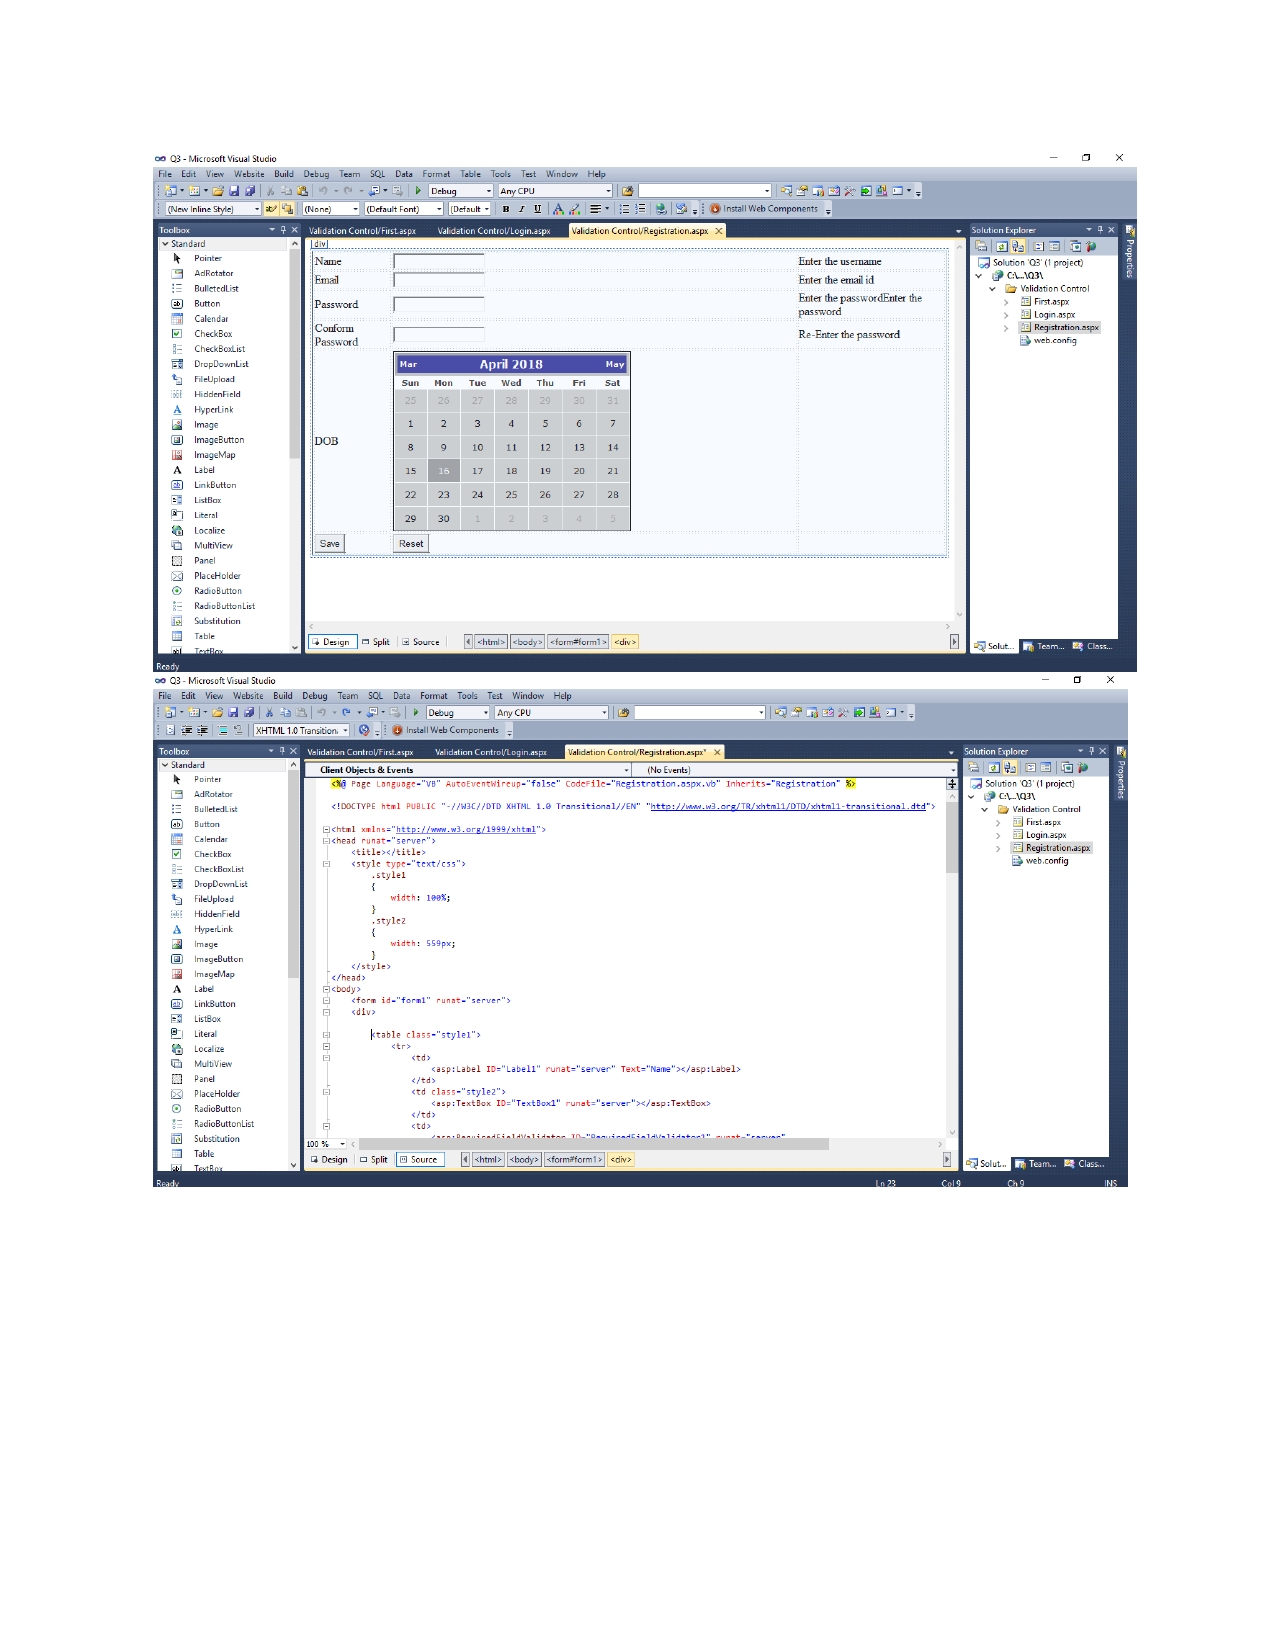 Q3 - Microsoft Visual Studio
File Edit View Website Build Debug Team SQL Data Format Table Tools Test Window Help
Debug Any CPU
(New Inline Style) (None) (Default Font) (Default B I U A Install Web Components
Toolbox
Standard
Pointer
AdRotator
BulletedList
Button
Calendar
CheckBox
CheckBoxList
DropDownList
FileUpload
HiddenField
HyperLink
Image
ImageButton
ImageMap
Label
LinkButton
ListBox
Literal
Localize
MultiView
Panel
PlaceHolder
RadioButton
RadioButtonList
Substitution
Table
TextBox
Validation Control/First.aspx Validation Control/Login.aspx Validation Control/Registration.aspx
div
Name Enter the username
Email Enter the email id
Password Enter the passwordEnter the
password
Conform
Password Re-Enter the password
Mar April 2018 May
Sun Mon Tue Wed Thu Fri Sat
25 26 27 28 29 30 31
1 2 3 4 5 6 7
8 9 10 11 12 13 14
DOB
15 16 17 18 19 20 21
22 23 24 25 26 27 28
29 30 1 2 3 4 5
Save Reset
Design Split Source <html> <body> <form#form1> <div>
Solution Explorer
Solution 'Q3' (1 project)
C:\...\Q3\
Validation Control
First.aspx
Login.aspx
Registration.aspx
web.config
Properties
Solut... Team... Class...
Ready
Q3 - Microsoft Visual Studio
File Edit View Website Build Debug Team SQL Data Format Tools Test Window Help
Debug Any CPU
XHTML 1.0 Transition Install Web Components
Toolbox
Standard
Pointer
AdRotator
BulletedList
Button
Calendar
CheckBox
CheckBoxList
DropDownList
FileUpload
HiddenField
HyperLink
Image
ImageButton
ImageMap
Label
LinkButton
ListBox
Literal
Localize
MultiView
Panel
PlaceHolder
RadioButton
RadioButtonList
Substitution
Table
TextBox
Validation Control/First.aspx Validation Control/Login.aspx Validation Control/Registration.aspx*
Client Objects & Events (No Events)
<%@ Page Language="VB" AutoEventWireup="false" CodeFile="Registration.aspx.vb" Inherits="Registration" %>
<!DOCTYPE html PUBLIC "-//W3C//DTD XHTML 1.0 Transitional//EN" "http://www.w3.org/TR/xhtml1/DTD/xhtml1-transitional.dtd">
<html xmlns="http://www.w3.org/1999/xhtml">
<head runat="server">
<title></title>
<style type="text/css">
.style1
{
width: 100%;
}
.style2
{
width: 559px;
}
</style>
</head>
<body>
<form id="form1" runat="server">
<div>
<table class="style1">
<tr>
<td>
<asp:Label ID="Label1" runat="server" Text="Name"></asp:Label>
</td>
<td class="style2">
<asp:TextBox ID="TextBox1" runat="server"></asp:TextBox>
</td>
<td>
<asp:RequiredFieldValidator ID="RequiredFieldValidator1" runat="server"
100 %
Design Split Source <html> <body> <form#form1> <div>
Solution Explorer
Solution 'Q3' (1 project)
C:\...\Q3\
Validation Control
First.aspx
Login.aspx
Registration.aspx
web.config
Properties
Solut... Team... Class...
Ready Ln 23 Col 9 Ch 9 INS